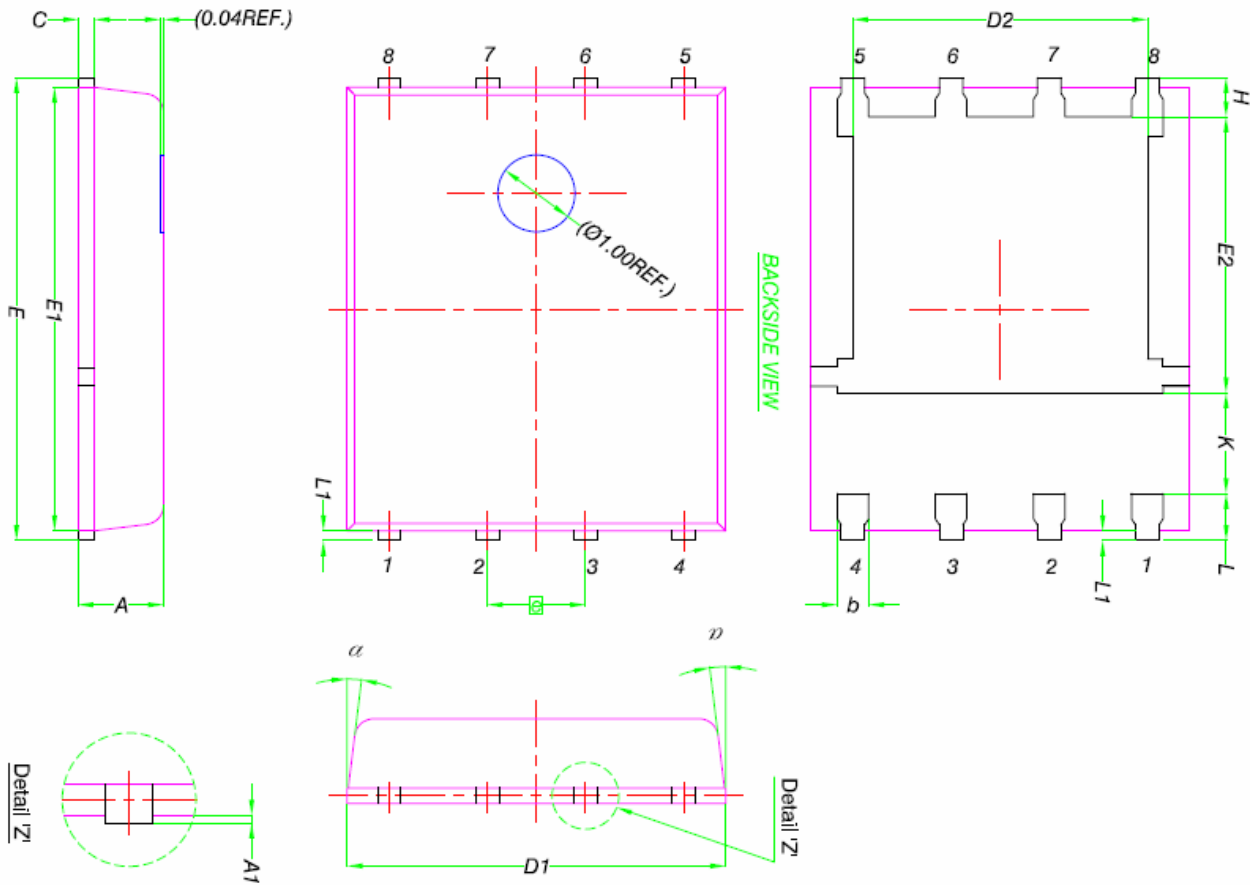 C
(0.04REF.)
D2
8
7
6
5
5
6
7
8
H
E
E1
(Ø1.00REF.)
BACKSIDE VIEW
E2
K
L1
L
L1
1
2
3
4
4
3
2
1
A
e
b
α
α
Detail 'Z'
A1
Detail 'Z'
D1